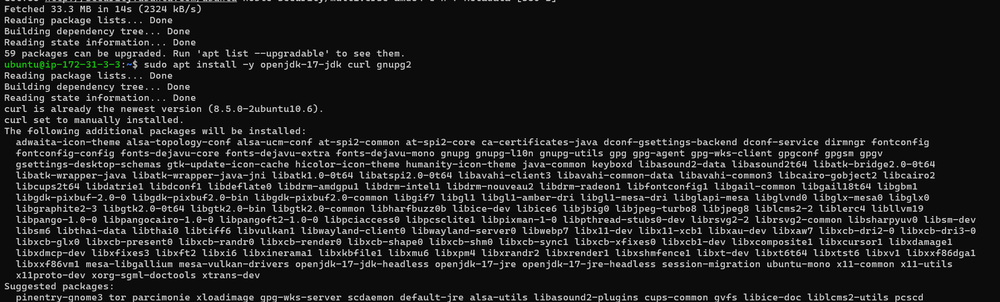 Fetched 33.3 MB in 14s (2324 kB/s)
Reading package lists... Done
Building dependency tree... Done
Reading state information... Done
59 packages can be upgraded. Run 'apt list --upgradable' to see them.
ubuntu@ip-172-31-3-3:~$ sudo apt install -y openjdk-17-jdk curl gnupg2
Reading package lists... Done
Building dependency tree... Done
Reading state information... Done
curl is already the newest version (8.5.0-2ubuntu10.6).
curl set to manually installed.
The following additional packages will be installed:
  adwaita-icon-theme alsa-topology-conf alsa-ucm-conf at-spi2-common at-spi2-core ca-certificates-java dconf-gsettings-backend dconf-service dirmngr fontconfig
  fontconfig-config fonts-dejavu-core fonts-dejavu-extra fonts-dejavu-mono gnupg gnupg-l10n gnupg-utils gpg gpg-agent gpg-wks-client gpgconf gpgsm gpgv
  gsettings-desktop-schemas gtk-update-icon-cache hicolor-icon-theme humanity-icon-theme java-common keyboxd libasound2-data libasound2t64 libatk-bridge2.0-0t64
  libatk-wrapper-java libatk-wrapper-java-jni libatk1.0-0t64 libatspi2.0-0t64 libavahi-client3 libavahi-common-data libavahi-common3 libcairo-gobject2 libcairo2
  libcups2t64 libdatrie1 libdconf1 libdeflate0 libdrm-amdgpu1 libdrm-intel1 libdrm-nouveau2 libdrm-radeon1 libfontconfig1 libgail-common libgail18t64 libgbm1
  libgdk-pixbuf-2.0-0 libgdk-pixbuf2.0-bin libgdk-pixbuf2.0-common libgif7 libgl1 libgl1-amber-dri libgl1-mesa-dri libglapi-mesa libglvnd0 libglx-mesa0 libglx0
  libgraphite2-3 libgtk2.0-0t64 libgtk2.0-bin libgtk2.0-common libharfbuzz0b libice-dev libice6 libjbig0 libjpeg-turbo8 libjpeg8 liblcms2-2 liblerc4 libllvm19
  libpango-1.0-0 libpangocairo-1.0-0 libpangoft2-1.0-0 libpciaccess0 libpcsclite1 libpixman-1-0 libpthread-stubs0-dev librsvg2-2 librsvg2-common libsharpyuv0 libsm-dev
  libsm6 libthai-data libthai0 libtiff6 libvulkan1 libwayland-client0 libwayland-server0 libwebp7 libx11-dev libx11-xcb1 libxau-dev libxaw7 libxcb-dri2-0 libxcb-dri3-0
  libxcb-glx0 libxcb-present0 libxcb-randr0 libxcb-render0 libxcb-shape0 libxcb-shm0 libxcb-sync1 libxcb-xfixes0 libxcb1-dev libxcomposite1 libxcursor1 libxdamage1
  libxdmcp-dev libxfixes3 libxft2 libxi6 libxinerama1 libxkbfile1 libxmu6 libxpm4 libxrandr2 libxrender1 libxshmfence1 libxt-dev libxt6t64 libxtst6 libxv1 libxxf86dga1
  libxxf86vm1 mesa-libgallium mesa-vulkan-drivers openjdk-17-jdk-headless openjdk-17-jre openjdk-17-jre-headless session-migration ubuntu-mono x11-common x11-utils
  x11proto-dev xorg-sgml-doctools xtrans-dev
Suggested packages:
  pinentry-gnome3 tor parcimonie xloadimage gpg-wks-server scdaemon default-jre alsa-utils libasound2-plugins cups-common gvfs libice-doc liblcms2-utils pcscd